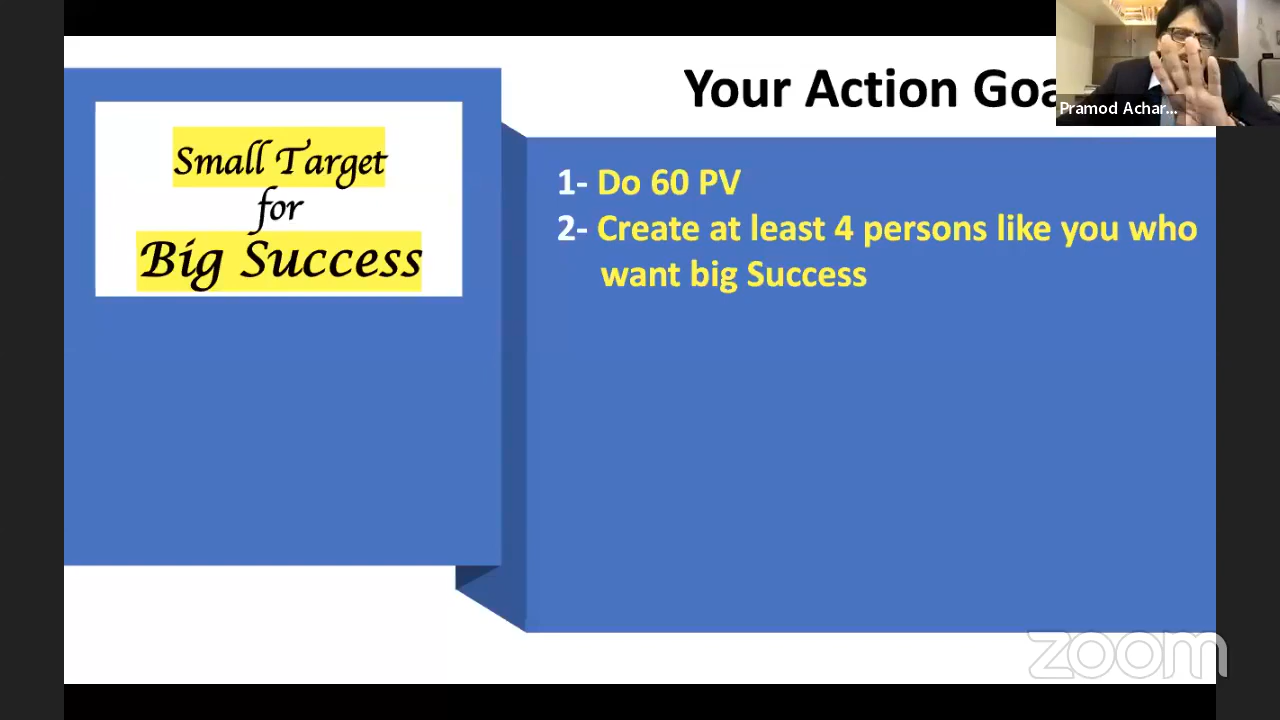 Your Action Goa
Pramod Achar...
Small Target
for
Big Success
1- Do 60 PV
2- Create at least 4 persons like you who
want big Success
zoom